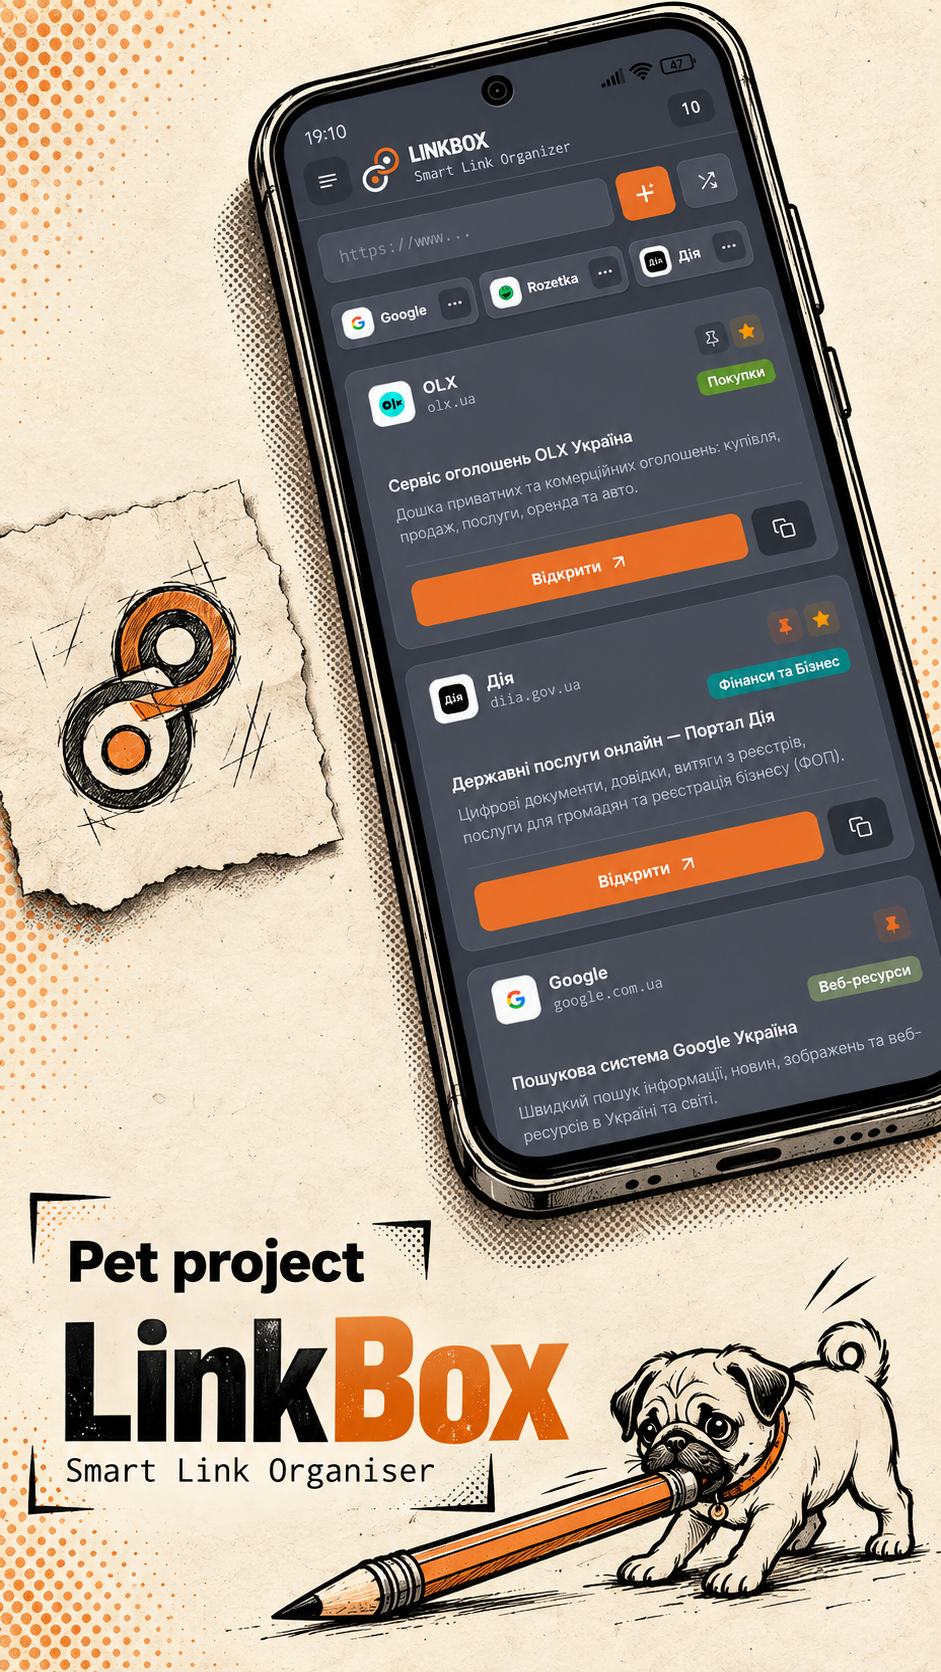 19:10
47
LINKBOX
Smart Link Organizer
10
https://www...
Google
Rozetka
Дія
Дія
OLX
olx.ua
olx
Покупки
Сервіс оголошень OLX Україна
Дошка приватних та комерційних оголошень: купівля,
продаж, послуги, оренда та авто.
Відкрити
Дія
Дія
diia.gov.ua
Фінанси та Бізнес
Державні послуги онлайн — Портал Дія
Цифрові документи, довідки, витяги з реєстрів,
послуги для громадян та реєстрація бізнесу (ФОП).
Відкрити
G
Google
google.com.ua
Веб-ресурси
Пошукова система Google Україна
Швидкий пошук інформації, новин, зображень та веб-
ресурсів в Україні та світі.
Pet project
LinkBox
Smart Link Organiser